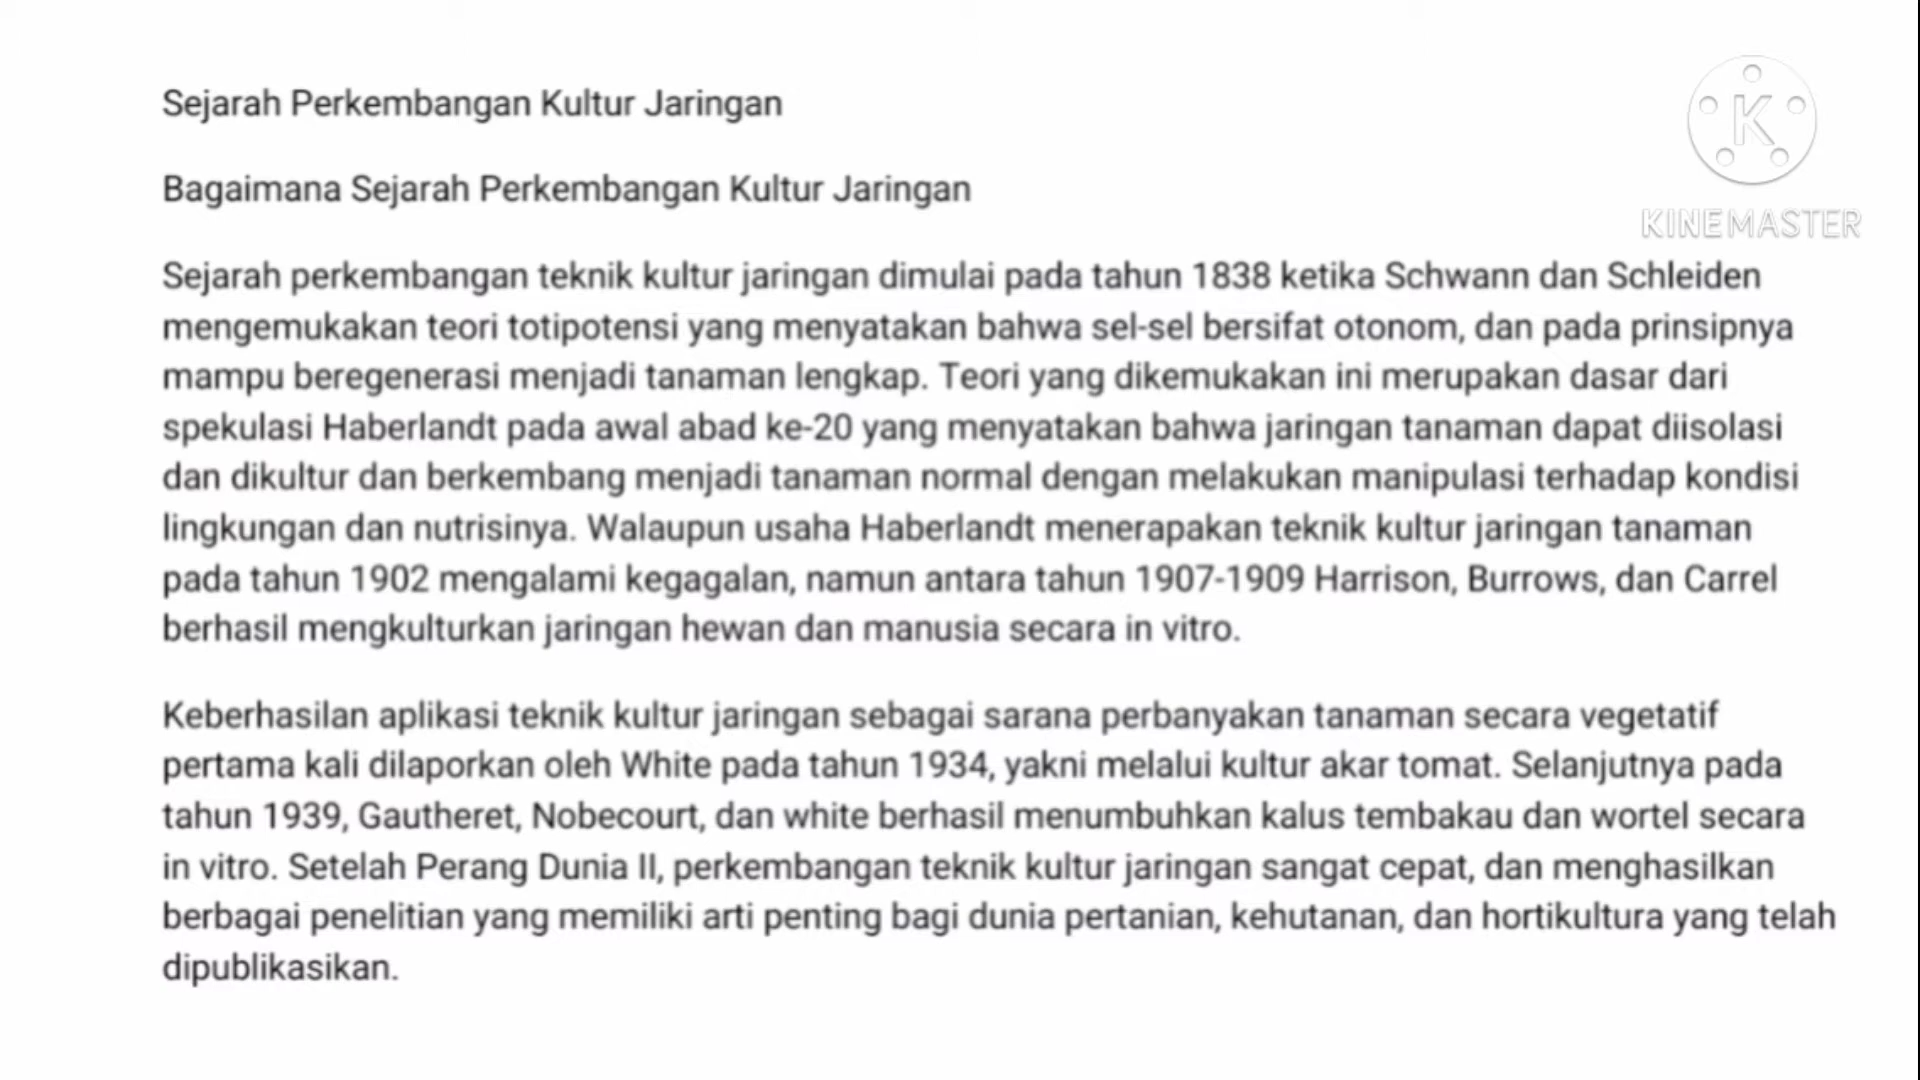 Sejarah Perkembangan Kultur Jaringan
KINEMASTER
Bagaimana Sejarah Perkembangan Kultur Jaringan
Sejarah perkembangan teknik kultur jaringan dimulai pada tahun 1838 ketika Schwann dan Schleiden
mengemukakan teori totipotensi yang menyatakan bahwa sel-sel bersifat otonom, dan pada prinsipnya
mampu beregenerasi menjadi tanaman lengkap. Teori yang dikemukakan ini merupakan dasar dari
spekulasi Haberlandt pada awal abad ke-20 yang menyatakan bahwa jaringan tanaman dapat diisolasi
dan dikultur dan berkembang menjadi tanaman normal dengan melakukan manipulasi terhadap kondisi
lingkungan dan nutrisinya. Walaupun usaha Haberlandt menerapakan teknik kultur jaringan tanaman
pada tahun 1902 mengalami kegagalan, namun antara tahun 1907-1909 Harrison, Burrows, dan Carrel
berhasil mengkulturkan jaringan hewan dan manusia secara in vitro.
Keberhasilan aplikasi teknik kultur jaringan sebagai sarana perbanyakan tanaman secara vegetatif
pertama kali dilaporkan oleh White pada tahun 1934, yakni melalui kultur akar tomat. Selanjutnya pada
tahun 1939, Gautheret, Nobecourt, dan white berhasil menumbuhkan kalus tembakau dan wortel secara
in vitro. Setelah Perang Dunia II, perkembangan teknik kultur jaringan sangat cepat, dan menghasilkan
berbagai penelitian yang memiliki arti penting bagi dunia pertanian, kehutanan, dan hortikultura yang telah
dipublikasikan.